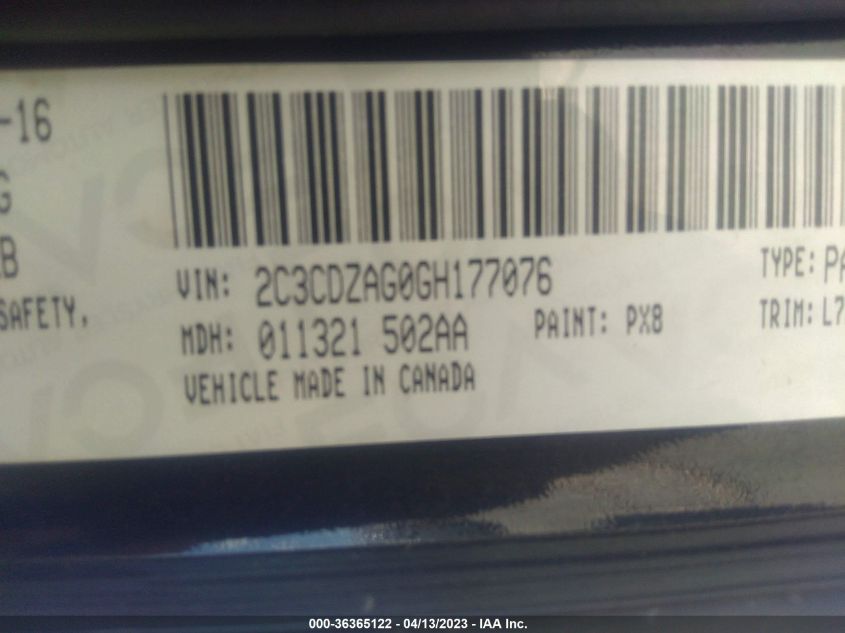 -16
G
B
SAFETY,
VIN: 2C3CDZAG0GH177076
TYPE: PA
MDH: 011321 502AA
PAINT: PX8
TRIM: L7
VEHICLE MADE IN CANADA
000-36365122 - 04/13/2023 - IAA Inc.